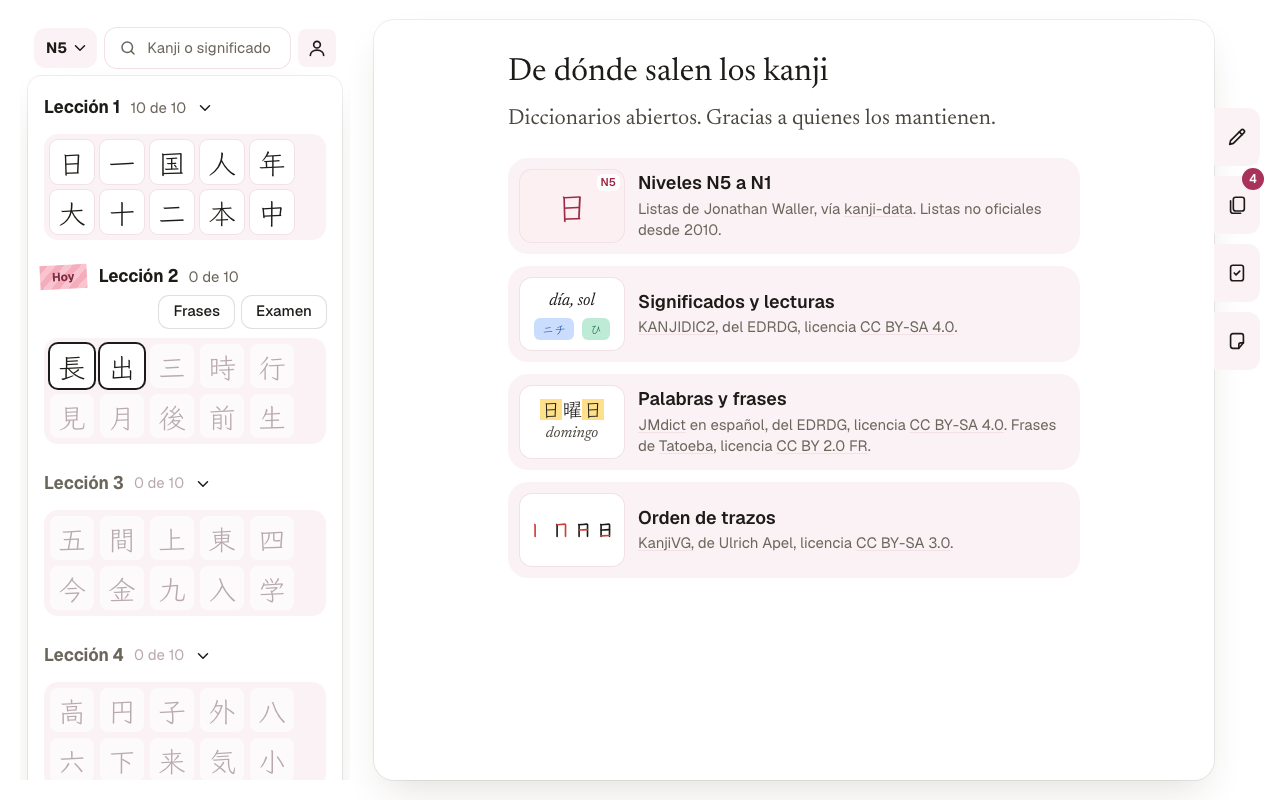 N5
Kanji o significado
Lección 1 10 de 10
日 一 国 人 年
大 十 二 本 中
Hoy Lección 2 0 de 10
Frases Examen
長 出 三 時 行
見 月 後 前 生
Lección 3 0 de 10
五 間 上 東 四
今 金 九 入 学
Lección 4 0 de 10
高 円 子 外 八
六 下 来 気 小
De dónde salen los kanji
Diccionarios abiertos. Gracias a quienes los mantienen.
N5
日
Niveles N5 a N1
Listas de Jonathan Waller, vía kanji-data. Listas no oficiales
desde 2010.
día, sol
ニチ ひ
Significados y lecturas
KANJIDIC2, del EDRDG, licencia CC BY-SA 4.0.
日曜日
domingo
Palabras y frases
JMdict en español, del EDRDG, licencia CC BY-SA 4.0. Frases
de Tatoeba, licencia CC BY 2.0 FR.
Orden de trazos
KanjiVG, de Ulrich Apel, licencia CC BY-SA 3.0.
4